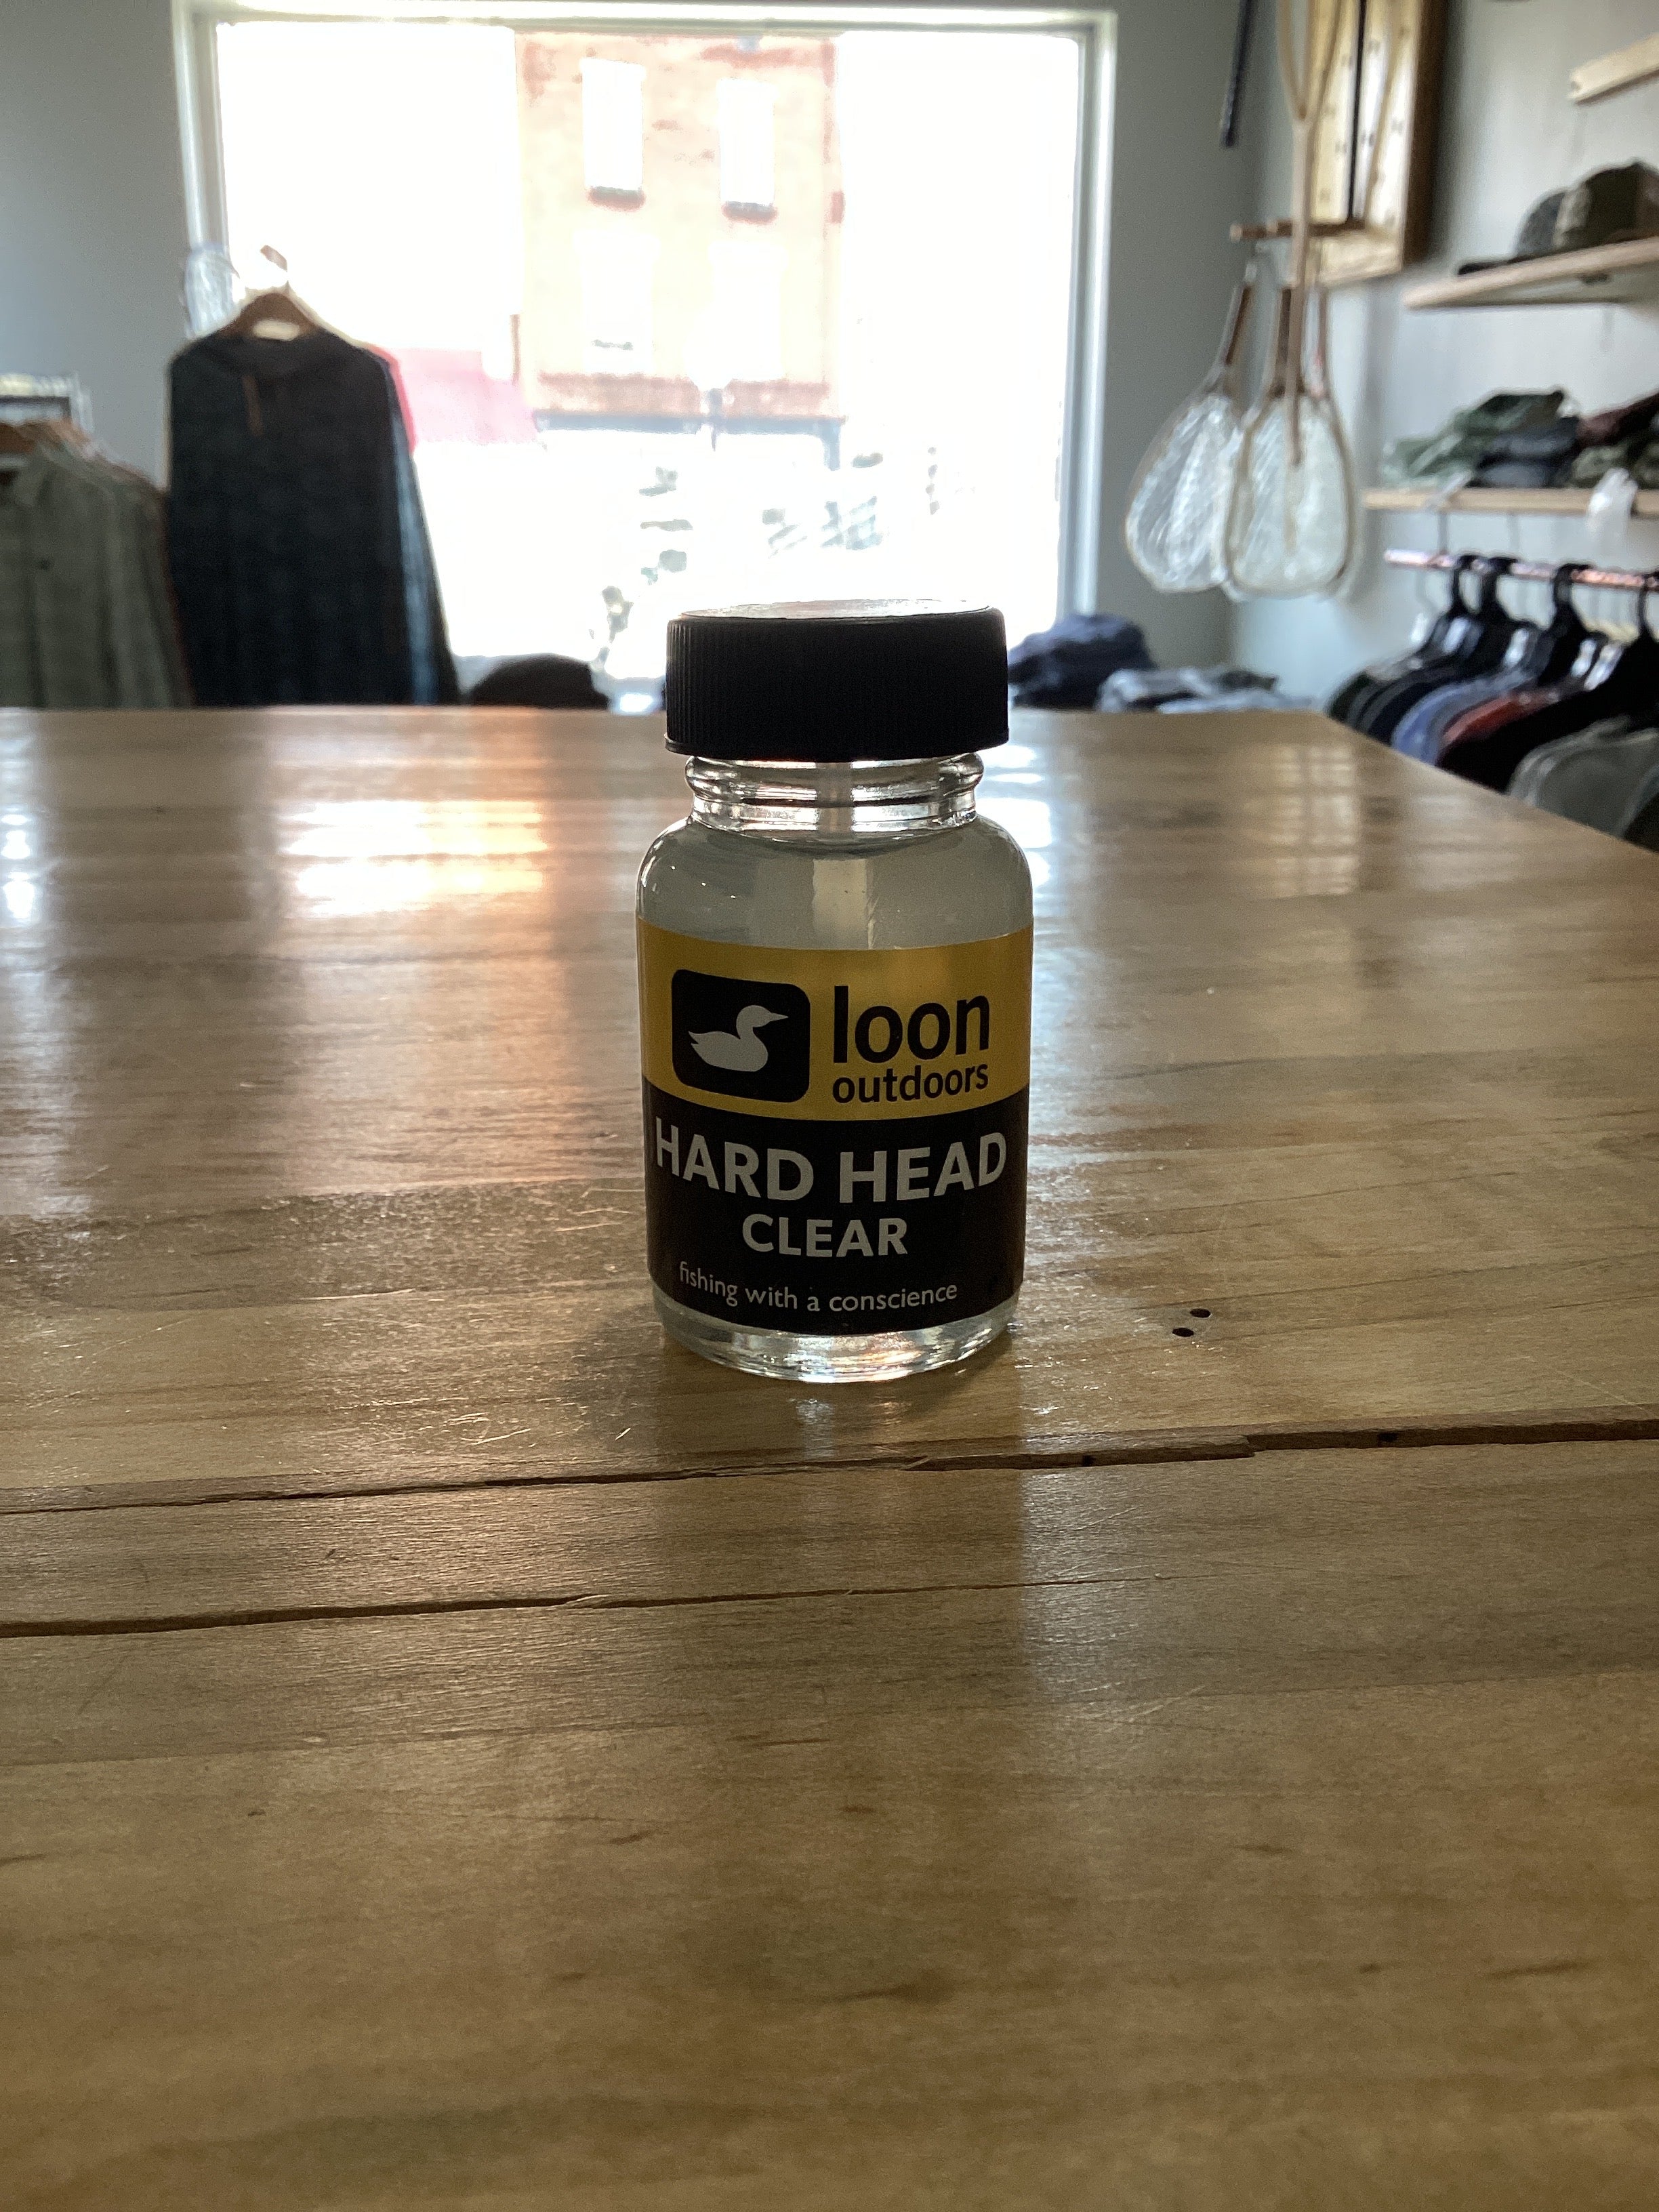 loon
outdoors
HARD HEAD
CLEAR
fishing with a conscience